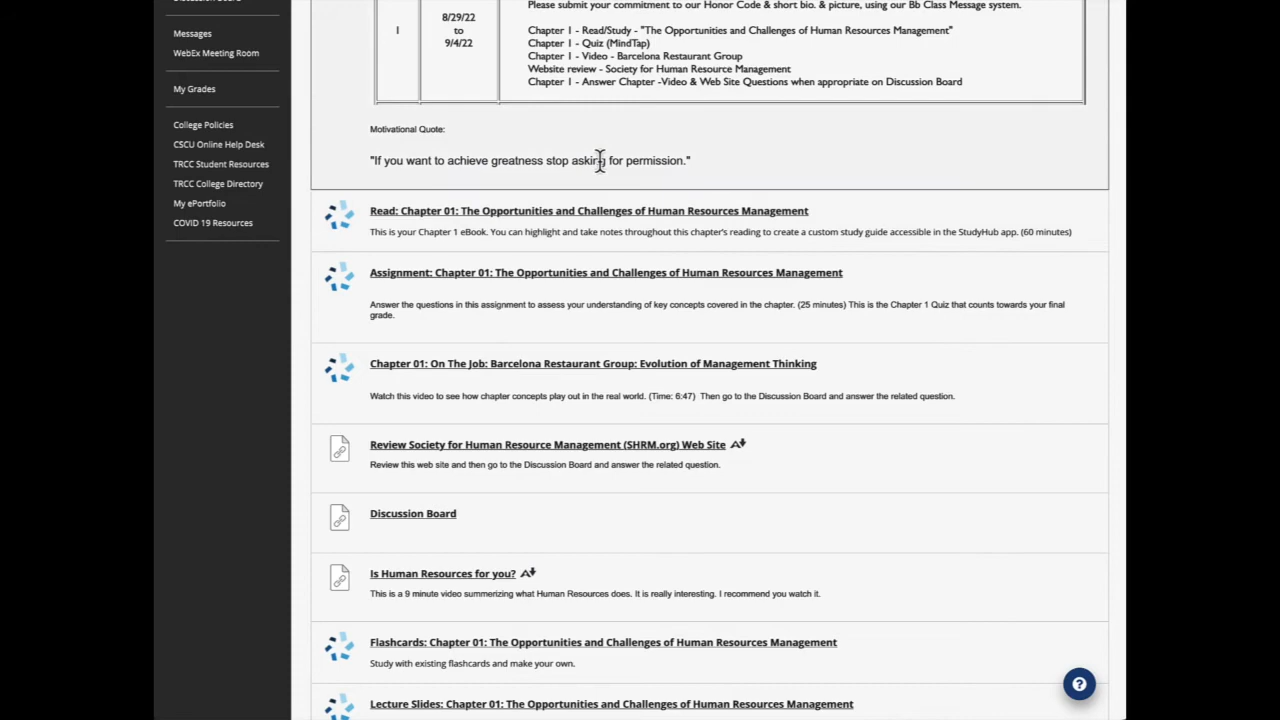 Messages
WebEx Meeting Room
My Grades
College Policies
CSCU Online Help Desk
TRCC Student Resources
TRCC College Directory
My ePortfolio
COVID 19 Resources
Please submit your commitment to our Honor Code & short bio. & picture, using our Bb Class Message system.
1
8/29/22
to
9/4/22
Chapter 1 - Read/Study - "The Opportunities and Challenges of Human Resources Management"
Chapter 1 - Quiz (MindTap)
Chapter 1 - Video - Barcelona Restaurant Group
Website review - Society for Human Resource Management
Chapter 1 - Answer Chapter -Video & Web Site Questions when appropriate on Discussion Board
Motivational Quote:
"If you want to achieve greatness stop asking for permission."
Read: Chapter 01: The Opportunities and Challenges of Human Resources Management
This is your Chapter 1 eBook. You can highlight and take notes throughout this chapter's reading to create a custom study guide accessible in the StudyHub app. (60 minutes)
Assignment: Chapter 01: The Opportunities and Challenges of Human Resources Management
Answer the questions in this assignment to assess your understanding of key concepts covered in the chapter. (25 minutes) This is the Chapter 1 Quiz that counts towards your final
grade.
Chapter 01: On The Job: Barcelona Restaurant Group: Evolution of Management Thinking
Watch this video to see how chapter concepts play out in the real world. (Time: 6:47) Then go to the Discussion Board and answer the related question.
Review Society for Human Resource Management (SHRM.org) Web Site
Review this web site and then go to the Discussion Board and answer the related question.
Discussion Board
Is Human Resources for you?
This is a 9 minute video summerizing what Human Resources does. It is really interesting. I recommend you watch it.
Flashcards: Chapter 01: The Opportunities and Challenges of Human Resources Management
Study with existing flashcards and make your own.
Lecture Slides: Chapter 01: The Opportunities and Challenges of Human Resources Management